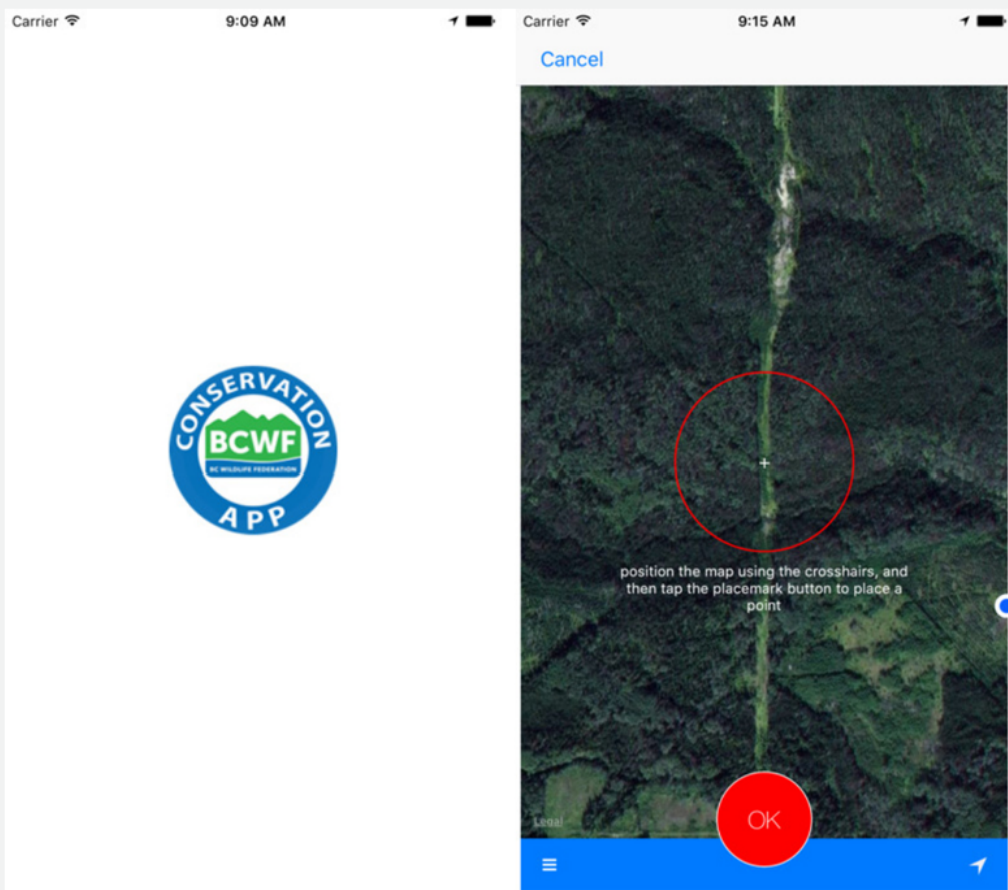 Carrier 9:09 AM
CONSERVATION
BCWF
BC WILDLIFE FEDERATION
APP
Carrier 9:15 AM
Cancel
position the map using the crosshairs, and
then tap the placemark button to place a
point
Legal
OK